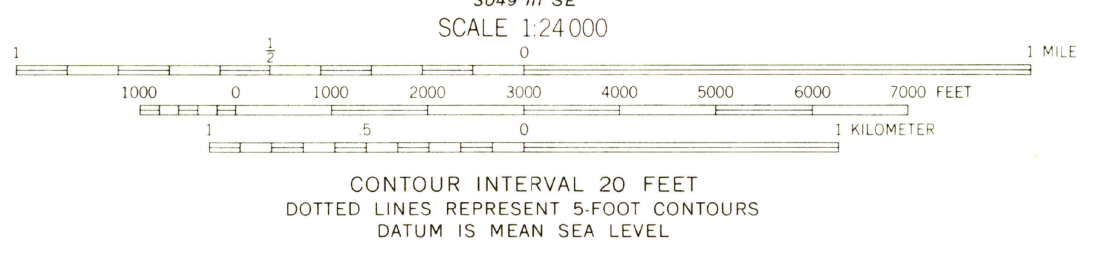 SCALE 1:24 000
1 ½ 0 1 MILE
1000 0 1000 2000 3000 4000 5000 6000 7000 FEET
1 .5 0 1 KILOMETER
CONTOUR INTERVAL 20 FEET
DOTTED LINES REPRESENT 5-FOOT CONTOURS
DATUM IS MEAN SEA LEVEL